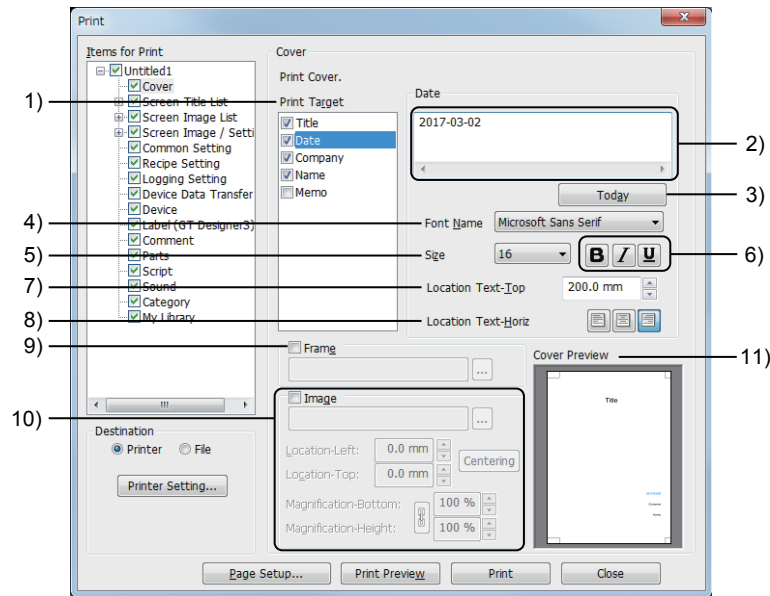 Print
x
Items for Print
Untitled1
Cover
Screen Title List
Screen Image List
Screen Image / Setti
Common Setting
Recipe Setting
Logging Setting
Device Data Transfer
Device
Label (GT Designer3)
Comment
Parts
Script
Sound
Category
My Library
Destination
Printer
File
Printer Setting...
Cover
Print Cover.
Print Target
Title
Date
Company
Name
Memo
Date
2017-03-02
Today
Font Name
Microsoft Sans Serif
Size
16
B I U
Location Text-Top
200.0 mm
Location Text-Horiz
Frame
...
Image
...
Location-Left:
0.0 mm
Location-Top:
0.0 mm
Centering
Magnification-Bottom:
100 %
Magnification-Height:
100 %
Cover Preview
Title
2017-03-02
Company
Name
Page Setup...
Print Preview
Print
Close
1)
2)
3)
4)
5)
6)
7)
8)
9)
10)
11)